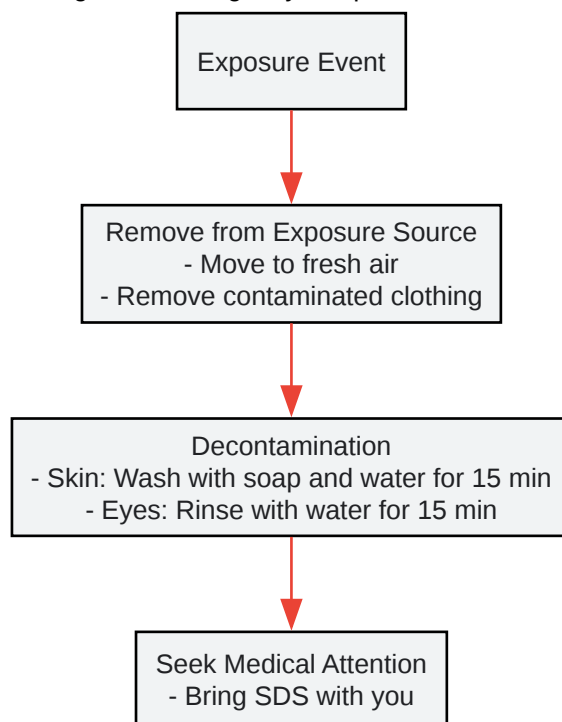 Exposure Event
Remove from Exposure Source
- Move to fresh air
- Remove contaminated clothing
Decontamination
- Skin: Wash with soap and water for 15 min
- Eyes: Rinse with water for 15 min
Seek Medical Attention
- Bring SDS with you